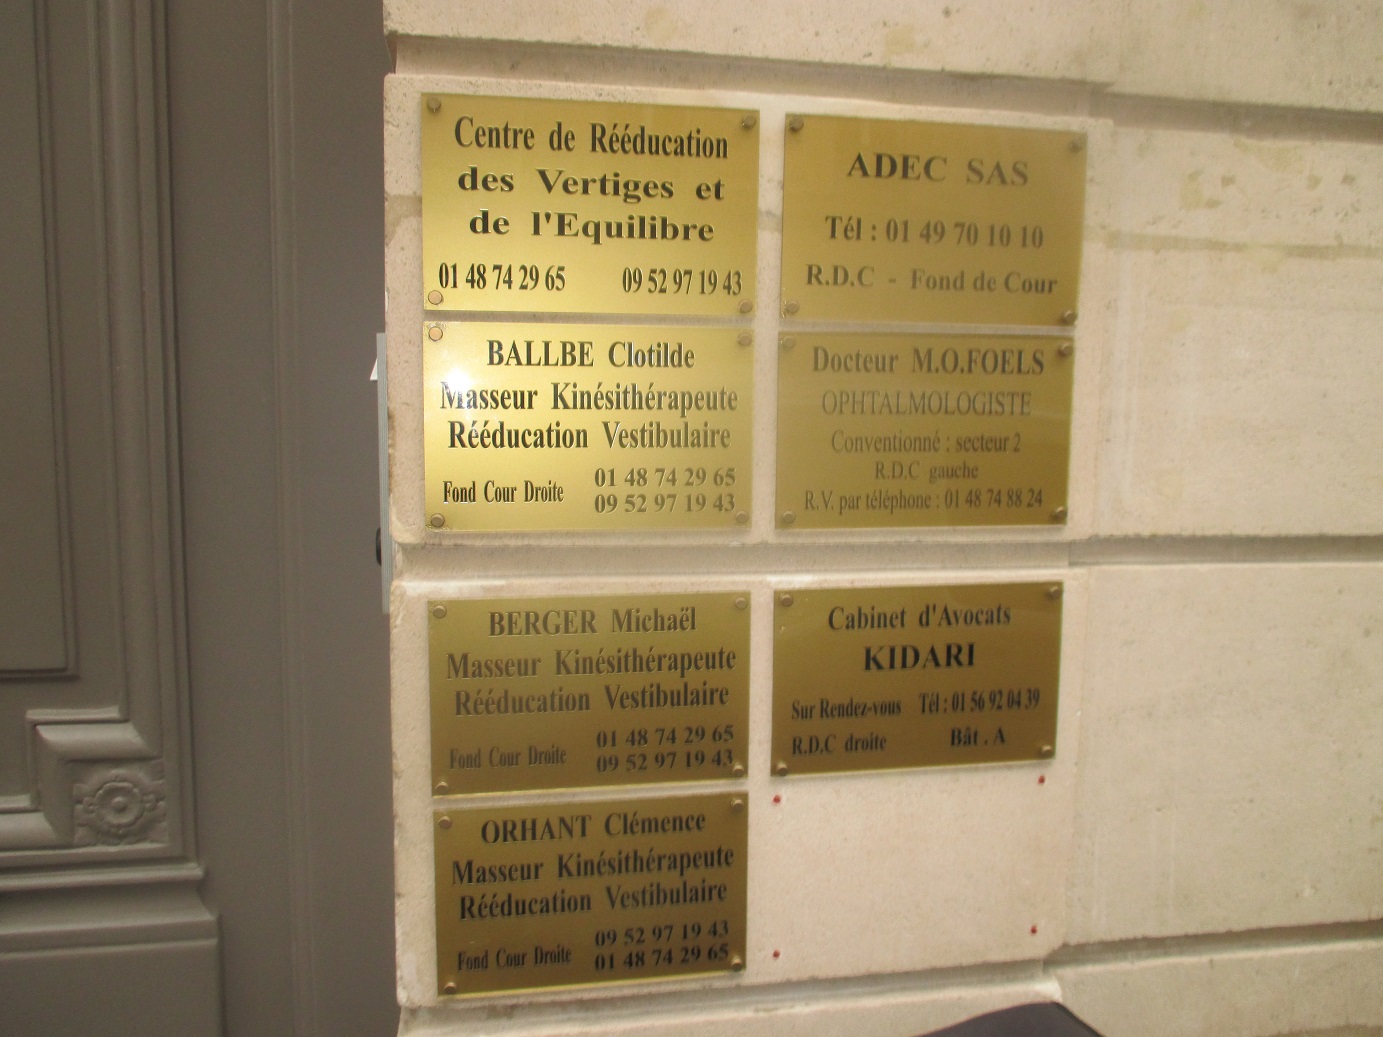 Centre de Rééducation
des Vertiges et
de l'Equilibre
01 48 74 29 65 09 52 97 19 43
BALLBE Clotilde
Masseur Kinésithérapeute
Rééducation Vestibulaire
Fond Cour Droite
01 48 74 29 65
09 52 97 19 43
BERGER Michaël
Masseur Kinésithérapeute
Rééducation Vestibulaire
Fond Cour Droite
01 48 74 29 65
09 52 97 19 43
ORHANT Clémence
Masseur Kinésithérapeute
Rééducation Vestibulaire
Fond Cour Droite
09 52 97 19 43
01 48 74 29 65
ADEC SAS
Tél : 01 49 70 10 10
R.D.C - Fond de Cour
Docteur M.O.FOELS
OPHTALMOLOGISTE
Conventionné : secteur 2
R.D.C gauche
R.V. par téléphone : 01 48 74 88 24
Cabinet d'Avocats
KIDARI
Sur Rendez-vous Tél : 01 56 92 04 39
R.D.C droite Bât . A